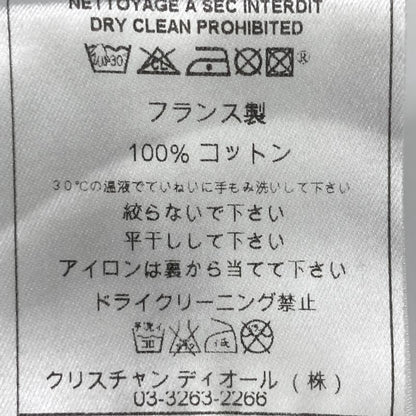 NETTOYAGE A SEC INTERDIT
DRY CLEAN PROHIBITED
フランス製
100% コットン
30℃の温液でていねいに手もみ洗いして下さい
絞らないで下さい
平干しして下さい
アイロンは裏から当てて下さい
ドライクリーニング禁止
クリスチャン ディオール (株)
03-3263-2266